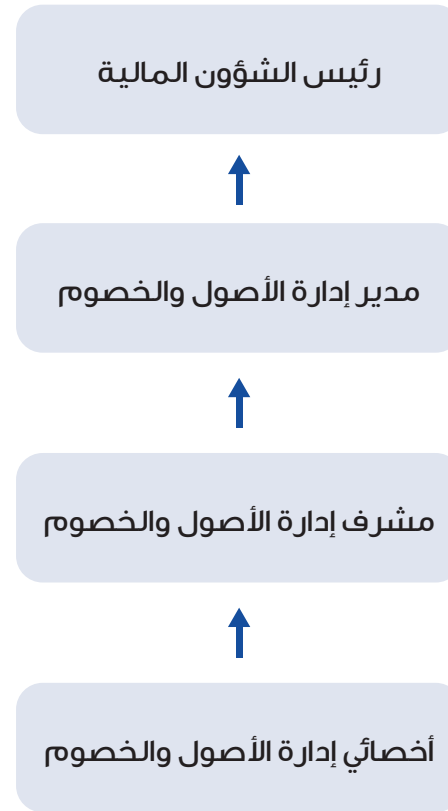 رئيس الشؤون المالية
مدير إدارة الأصول والخصوم
مشرف إدارة الأصول والخصوم
أخصائي إدارة الأصول والخصوم